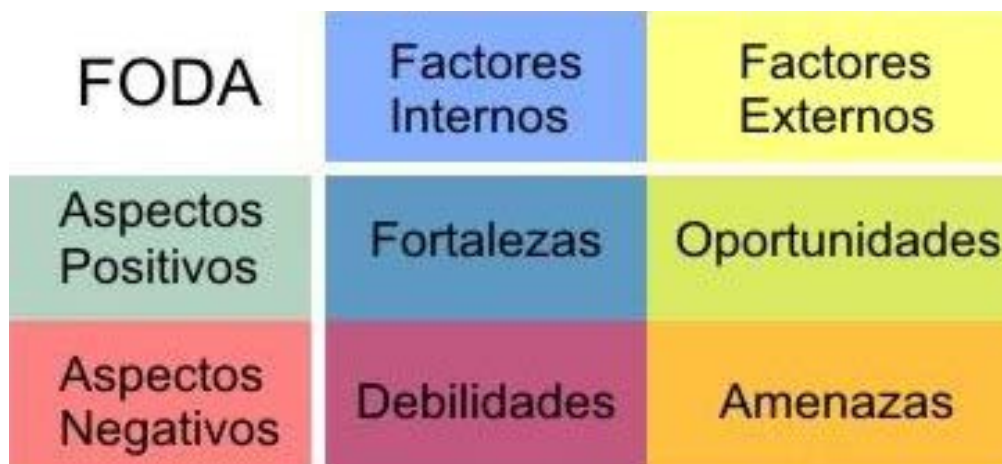 FODA
Factores
Internos
Factores
Externos
Aspectos
Positivos
Fortalezas
Oportunidades
Aspectos
Negativos
Debilidades
Amenazas